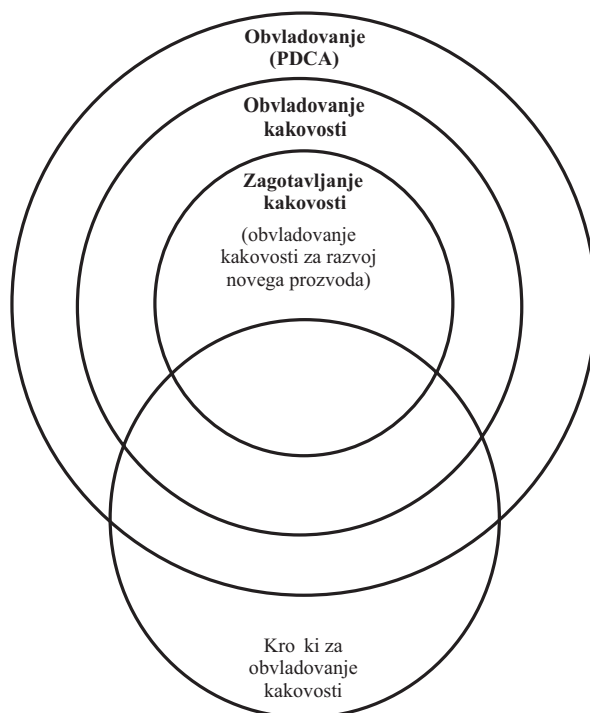 Obvladovanje
(PDCA)
Obvladovanje
kakovosti
Zagotavljanje
kakovosti
(obvladovanje
kakovosti za razvoj
novega prozvoda)
Kro ki za
obvladovanje
kakovosti